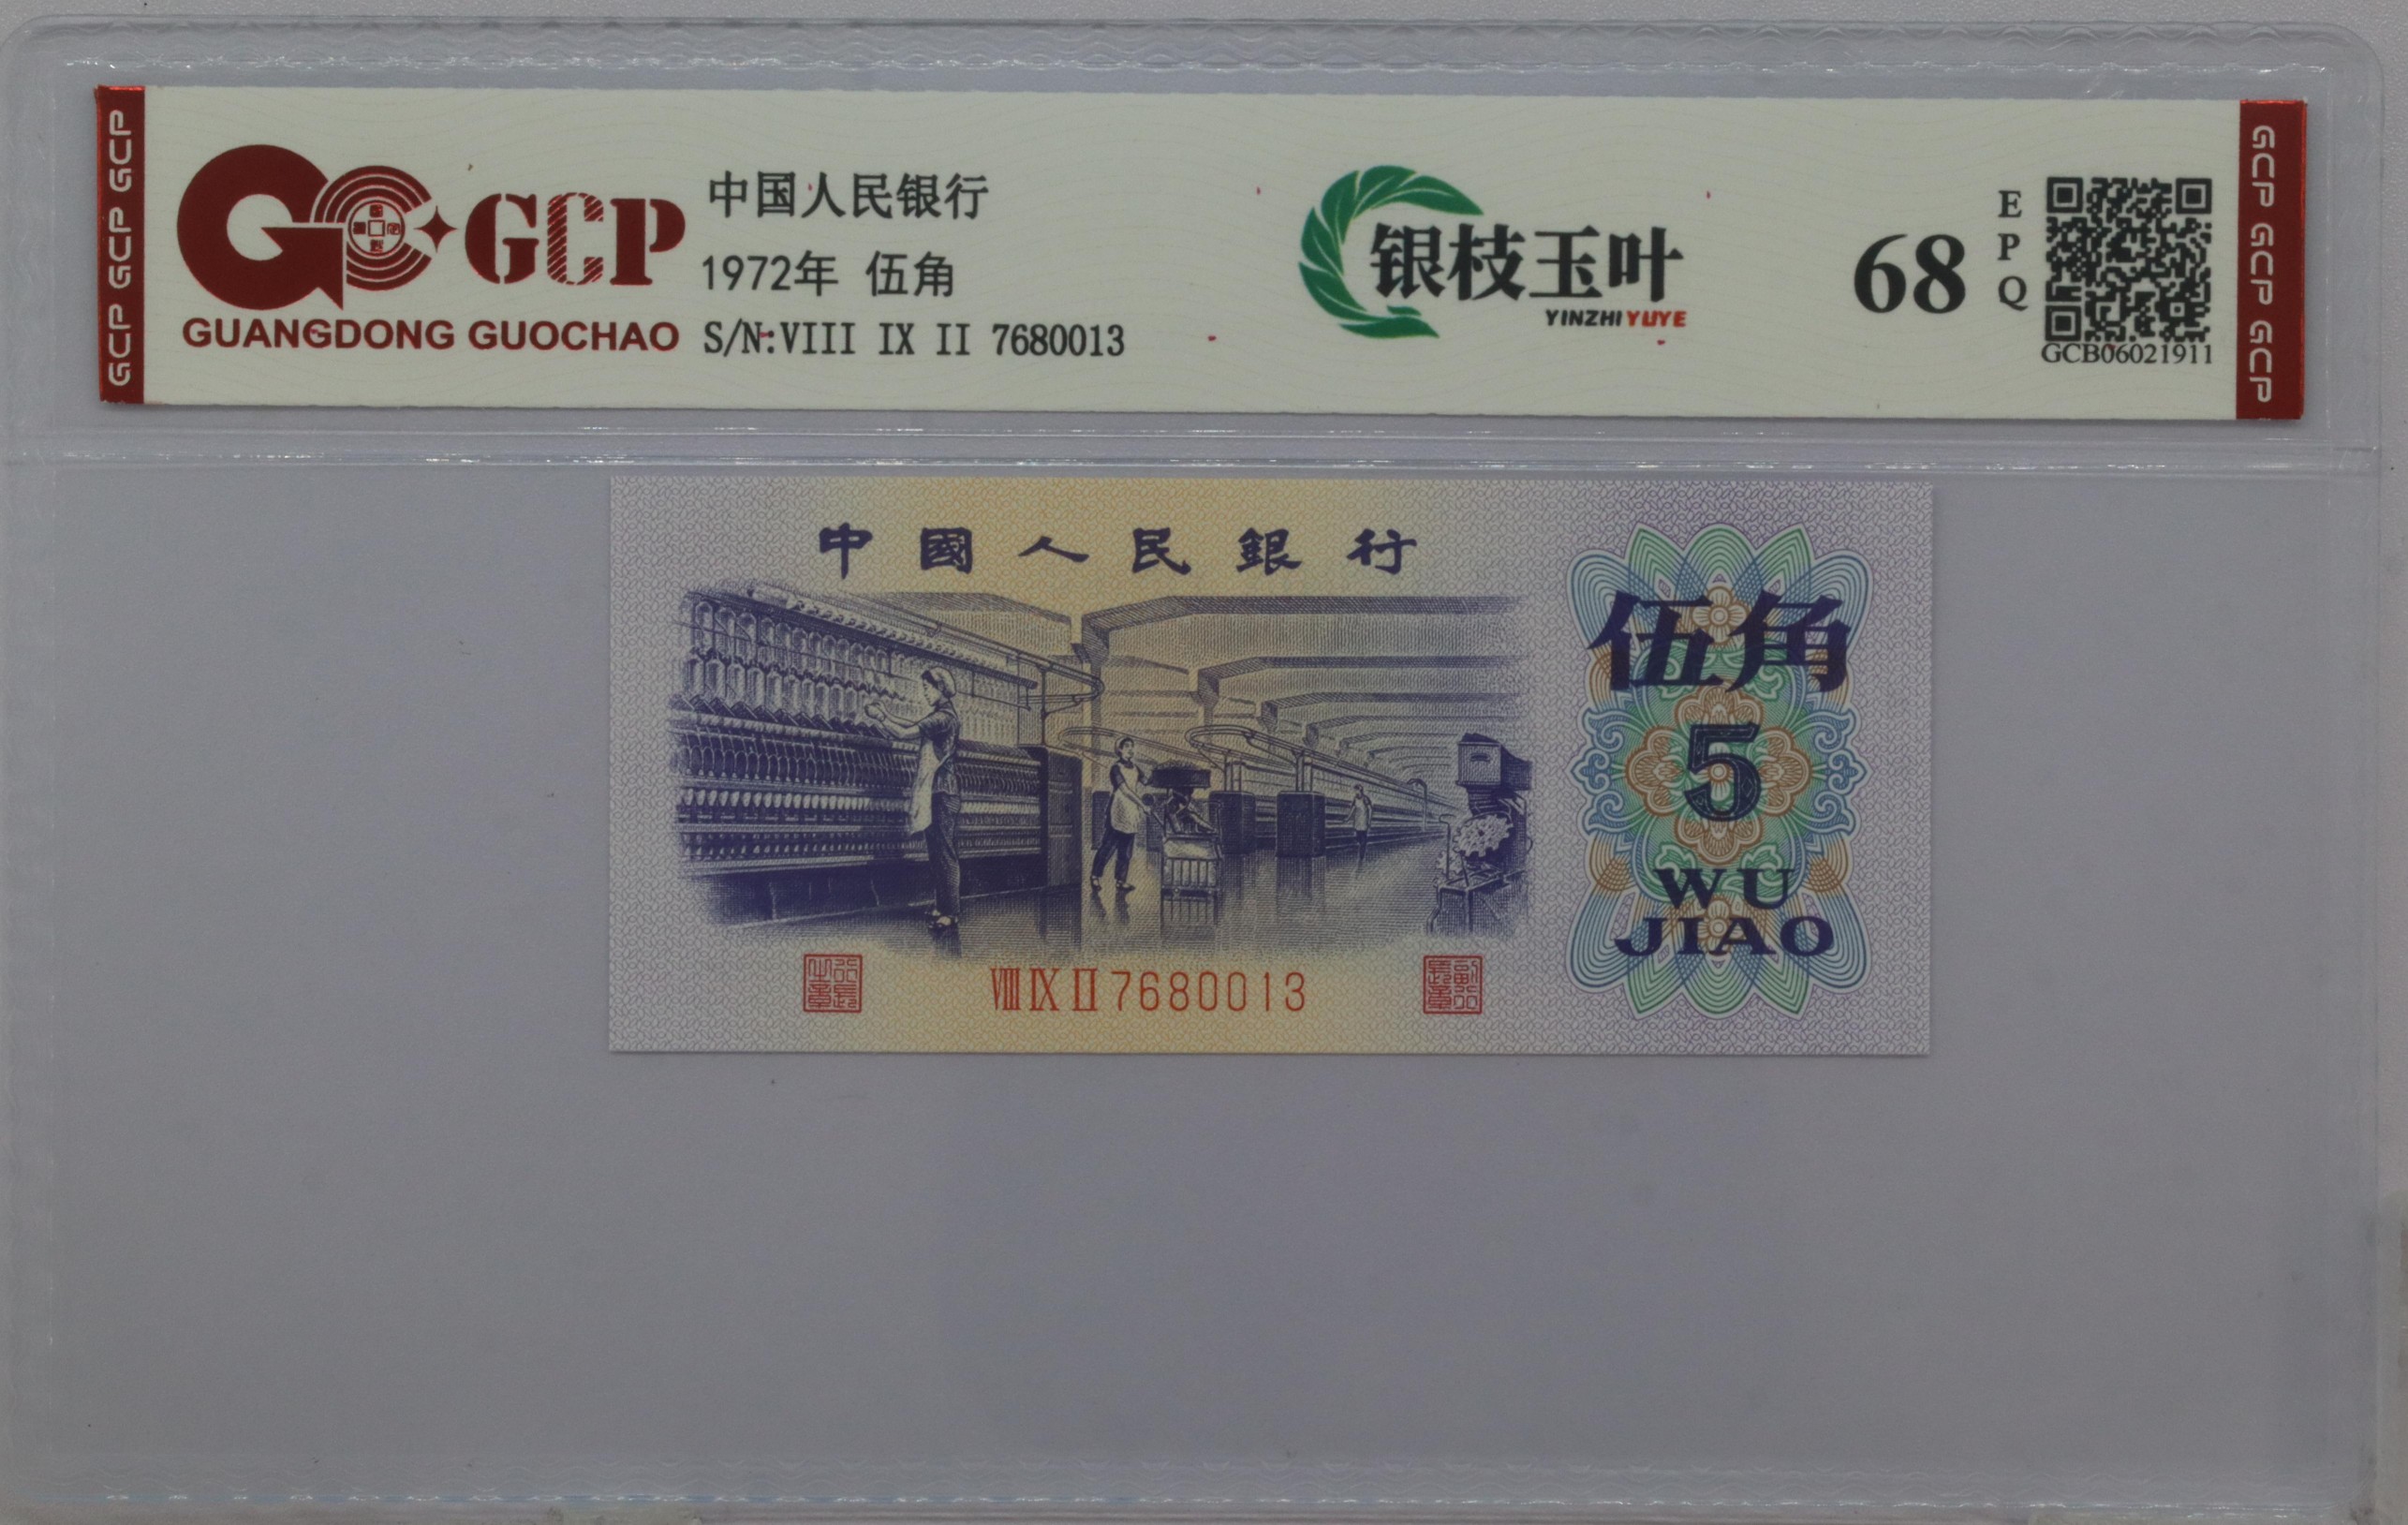 GCP GCP GCP
GCP
GUANGDONG GUOCHAO
中国人民银行
1972年 伍角
S/N:VIII IX II 7680013
银枝玉叶
YINZHI YUYE
68
EPQ
GCB06021911
GCP GCP GCP
中國人民銀行
伍角
5
WU
JIAO
VIII IX II 7680013